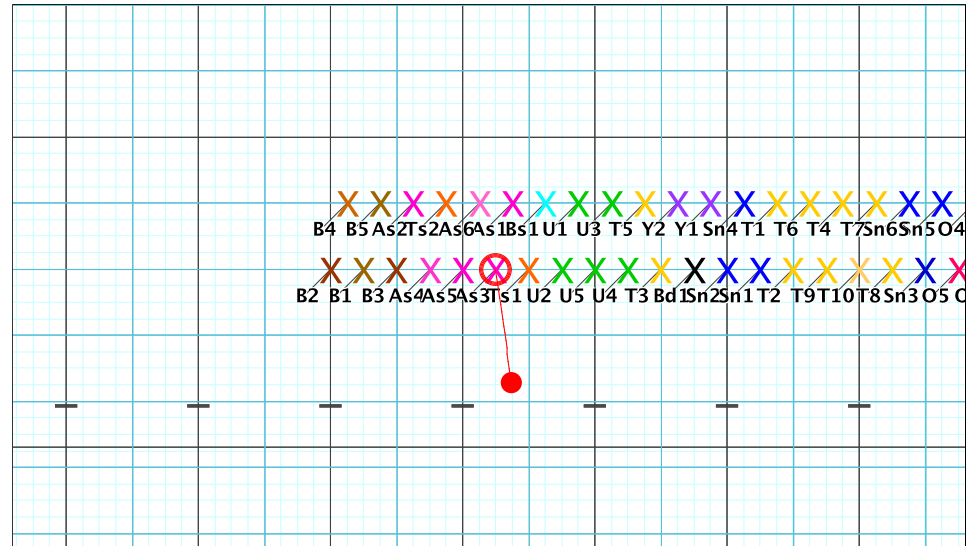 B4 B5 As2 Ts2 As6 As1 Bs1 U1 U3 T5 Y2 Y1 Sn4 T1 T6 T4 T7 Sn6 Sn5 O4
B2 B1 B3 As4 As5 As3 Ts1 U2 U5 U4 T3 Bd1 Sn2 Sn1 T2 T9 T10 T8 Sn3 O5